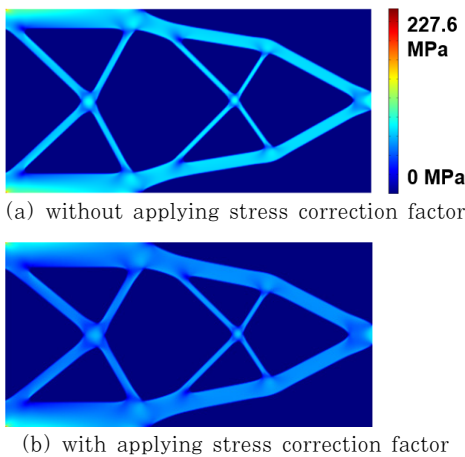 227.6
MPa
0 MPa
(a) without applying stress correction factor
(b) with applying stress correction factor